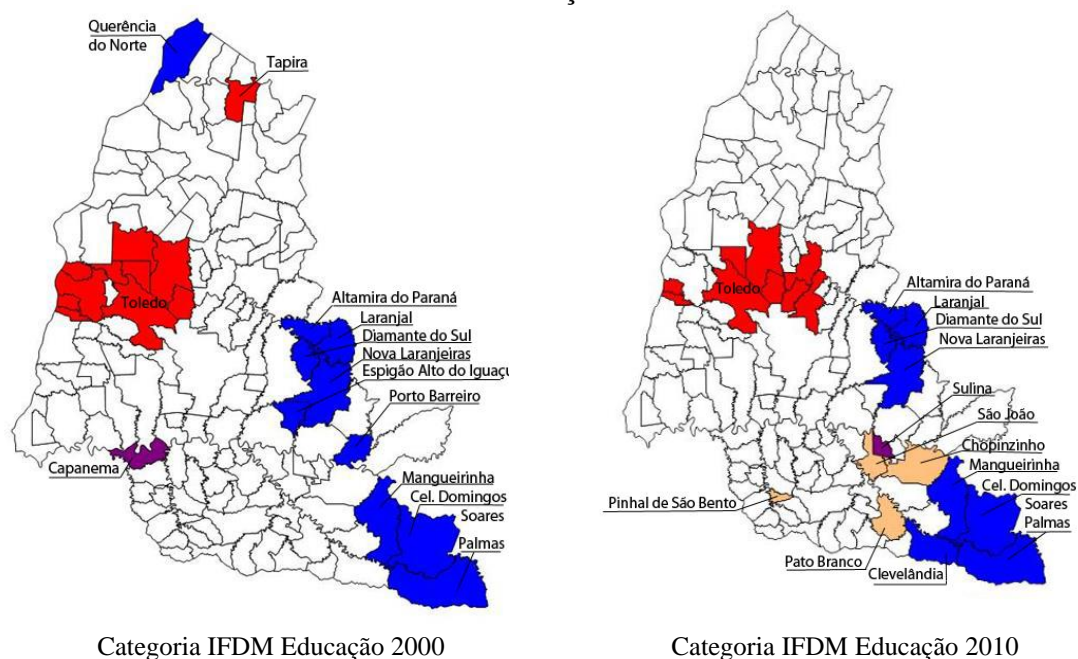 Querência
do Norte
Tapira
Toledo
Altamira do Paraná
Laranjal
Diamante do Sul
Nova Laranjeiras
Espigão Alto do Iguaçu
Porto Barreiro
Capanema
Mangueirinha
Cel. Domingos
Soares
Palmas
Categoria IFDM Educação 2000
Toledo
Altamira do Paraná
Laranjal
Diamante do Sul
Nova Laranjeiras
Sulina
São João
Chopinzinho
Mangueirinha
Cel. Domingos
Soares
Palmas
Pinhal de São Bento
Pato Branco
Clevelândia
Categoria IFDM Educação 2010